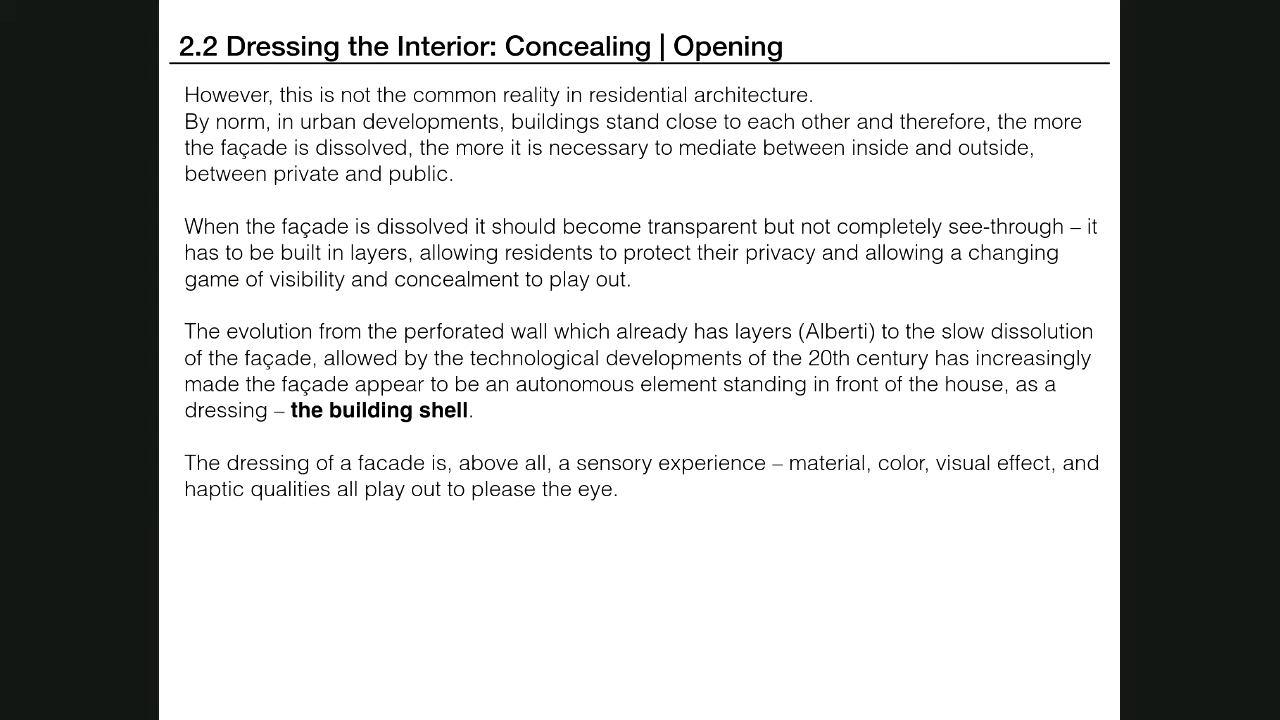 2.2 Dressing the Interior: Concealing | Opening
However, this is not the common reality in residential architecture.
By norm, in urban developments, buildings stand close to each other and therefore, the more
the façade is dissolved, the more it is necessary to mediate between inside and outside,
between private and public.
When the façade is dissolved it should become transparent but not completely see-through – it
has to be built in layers, allowing residents to protect their privacy and allowing a changing
game of visibility and concealment to play out.
The evolution from the perforated wall which already has layers (Alberti) to the slow dissolution
of the façade, allowed by the technological developments of the 20th century has increasingly
made the façade appear to be an autonomous element standing in front of the house, as a
dressing – the building shell.
The dressing of a facade is, above all, a sensory experience – material, color, visual effect, and
haptic qualities all play out to please the eye.